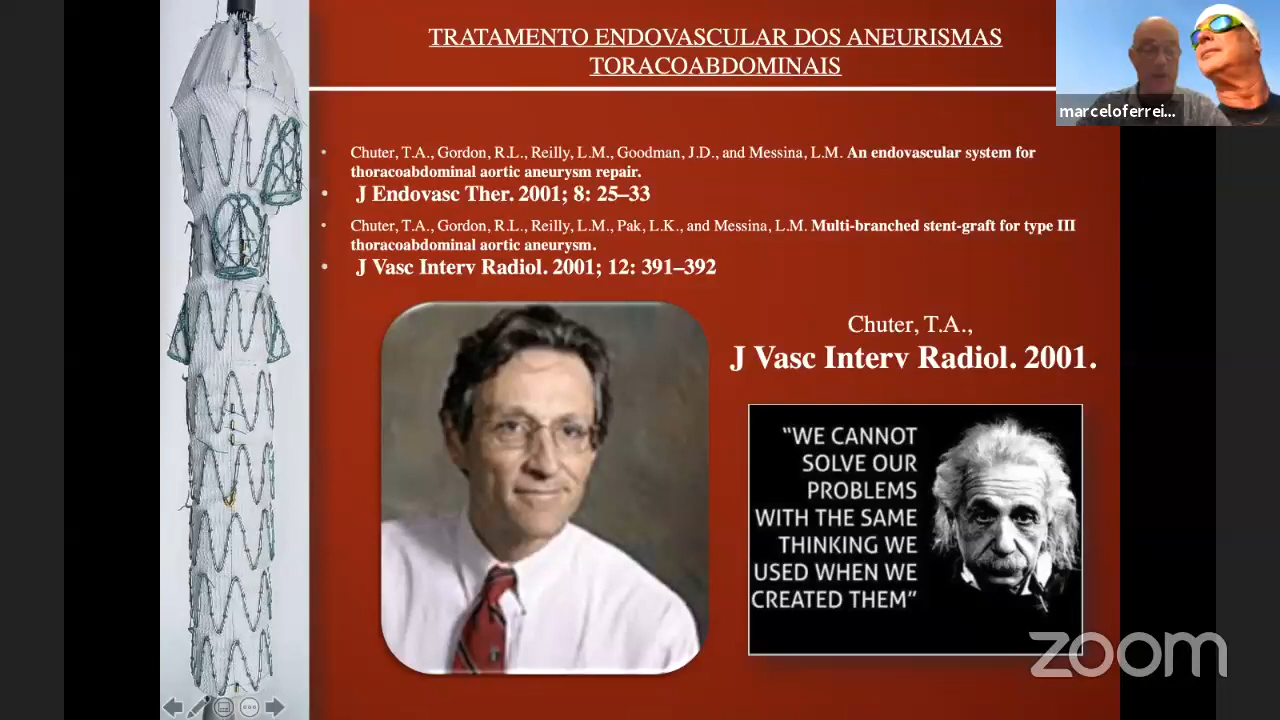 TRATAMENTO ENDOVASCULAR DOS ANEURISMAS
TORACOABDOMINAIS
marceloferrei...
• Chuter, T.A., Gordon, R.L., Reilly, L.M., Goodman, J.D., and Messina, L.M. An endovascular system for
thoracoabdominal aortic aneurysm repair.
• J Endovasc Ther. 2001; 8: 25–33
• Chuter, T.A., Gordon, R.L., Reilly, L.M., Pak, L.K., and Messina, L.M. Multi-branched stent-graft for type III
thoracoabdominal aortic aneurysm.
• J Vasc Interv Radiol. 2001; 12: 391–392
Chuter, T.A.,
J Vasc Interv Radiol. 2001.
“WE CANNOT
SOLVE OUR
PROBLEMS
WITH THE SAME
THINKING WE
USED WHEN WE
CREATED THEM”
zoom